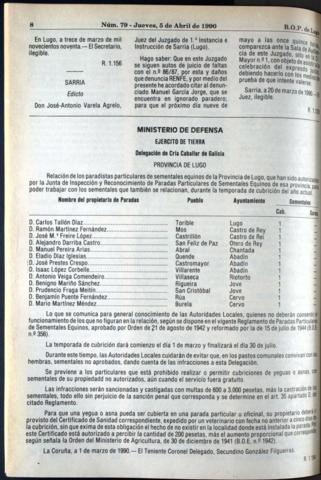 8 Núm. 79 - Jueves, 5 de Abril de 1990 B.O.P. de Lugo
En Lugo, a trece de marzo de mil
novecientos noventa.— El Secretario,
ilegible.
R. 1.156
SARRIA
Edicto
Don José-Antonio Varela Agrelo,
Juez del Juzgado de 1.ª Instancia e
Instrucción de Sarria (Lugo).
Hago saber: Que en este Juzgado
se siguen autos de juicio de faltas
con el n.º 86/87, por esta y daños
que denuncia RENFE, y por medio del
presente he acordado citar al denun-
ciado Manuel García Jorge, que se
encuentra en ignorado paradero;
para que el próximo día nueve de
mayo a las once quince
comparezca ante la Sala de
cia de este Juzgado, sito en
Mayor n.º 1, con objeto de
celebración del expresado
debiendo hacerlo con los medios
prueba de que intente valerse.
Sarria, a 20 de marzo de 1990.—
Juez, ilegible.
R. 1.193
MINISTERIO DE DEFENSA
EJERCITO DE TIERRA
Delegación de Cría Caballar de Galicia
PROVINCIA DE LUGO
Relación de los paradistas particulares de sementales equinos de la Provincia de Lugo, que han sido autorizados
por la Junta de Inspección y Reconocimiento de Paradas Particulares de Sementales Equinos de esa provincia, para
poder trabajar con los sementales que también se relacionan, durante la temporada de cubrición del año actual.
Nombre del propietario de Paradas Pueblo Ayuntamiento Sementales
Cab. Garas.
D. Carlos Tallón Díaz Torible Lugo 1
D. Ramón Martínez Fernández Mos Castro de Rey 1
D. José M.ª Freire López Castrillón Castro de Rei 1
D. Alejandro Darriba Castro San Feliz de Paz Otero de Rey 1
D. Manuel Pereira Arias Abral Chantada 1
D. Eladio Díaz Iglesias Quende Abadín 1
D. José Prestes Crespo Castromayor Abadín 1
D. Isaac López Corbelle Villarente Abadín 1
D. Antonio Veiga Comendeiro Villaseca Riotorto 1
D. Benigno Mariño Sánchez Rigueira Jove 1
D. Prudencio Fraga Meitín San Cristóbal Jove 1
D. Benjamín Puente Fernández Rúa Cervo 1
D. Mario Martínez Méndez Burela Cervo 1
Lo que se comunica para general conocimiento de las Autoridades Locales, quienes no deberán consentir el
funcionamiento de los que no figuran en la relación, según se dispone en el vigente Reglamento de Paradas Particulares
de Sementales Equinos, aprobado por Orden de 21 de agosto de 1942 y reformado por la de 15 de julio de 1944 (B.O.E.
n.º 356).
La temporada de cubrición dará comienzo el día 1 de marzo y finalizará el día 30 de julio.
Durante este tiempo, las Autoridades Locales cuidarán de evitar que, en los pastos comunales convivan con las
hembras, sementales no aprobados, dando cuenta de las infracciones a esta Delegación.
Se previene a los particulares que está prohibido realizar o permitir cubriciones de yeguas o asnas, con
sementales de su propiedad no autorizados, aún cuando el servicio fuera gratuito.
Las infracciones serán sancionadas y castigadas con multas de 600 a 3.000 pesetas, más la castración de los
sementales, todo ello sin perjuicio de la sanción penal que corresponda y se determina en el art. 35 apartado D, del
citado Reglamento.
Para que una yegua o asna puedan ser cubierta en una parada particular u oficial, su propietario deberá ir
provisto del Certificado de Sanidad correspondiente, expedido por un veterinario con fecha no anterior a cinco días de
la cubrición, sin que exima de esta obligación el hecho de no existir en la localidad donde está instalada la parada. Por
este Certificado está autorizado a percibir la cantidad de 200 pesetas, más el aumento proporcional que corresponda
según señala la Orden del Ministerio de Agricultura, de 30 de diciembre de 1941 (B.O.E. n.º 1942).
La Coruña, a 1 de marzo de 1990.— El Teniente Coronel Delegado, Secundino González Filgueiras.